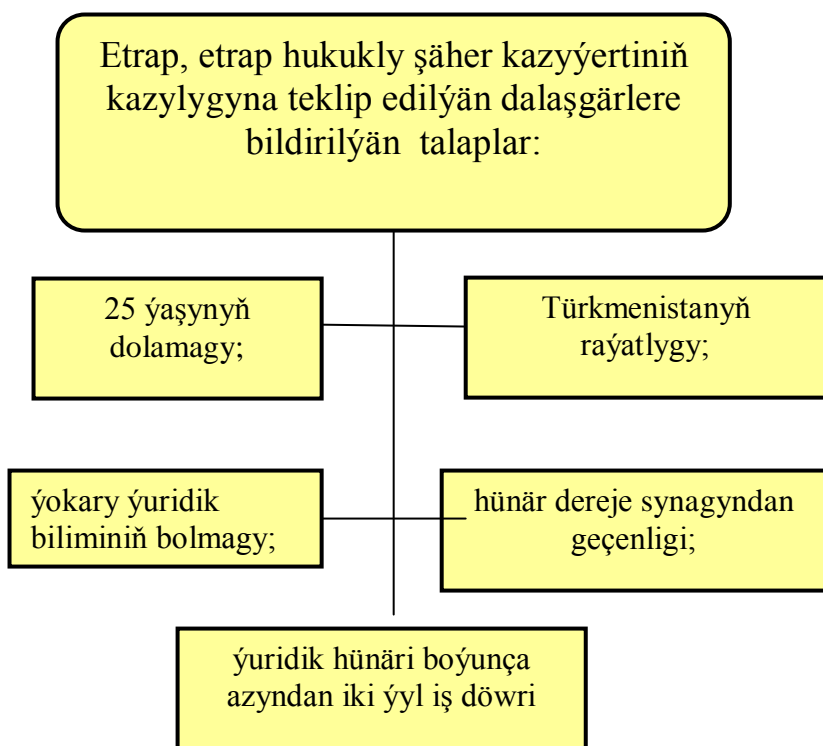 Etrap, etrap hukukly şäher kazyýertiniň
kazylygyna teklip edilýän dalaşgärlere
bildirilýän talaplar:
25 ýaşynyň
dolamagy;
Türkmenistanyň
raýatlygy;
ýokary ýuridik
biliminiň bolmagy;
hünär dereje synagyndan
geçenligi;
ýuridik hünäri boýunça
azyndan iki ýyl iş döwri